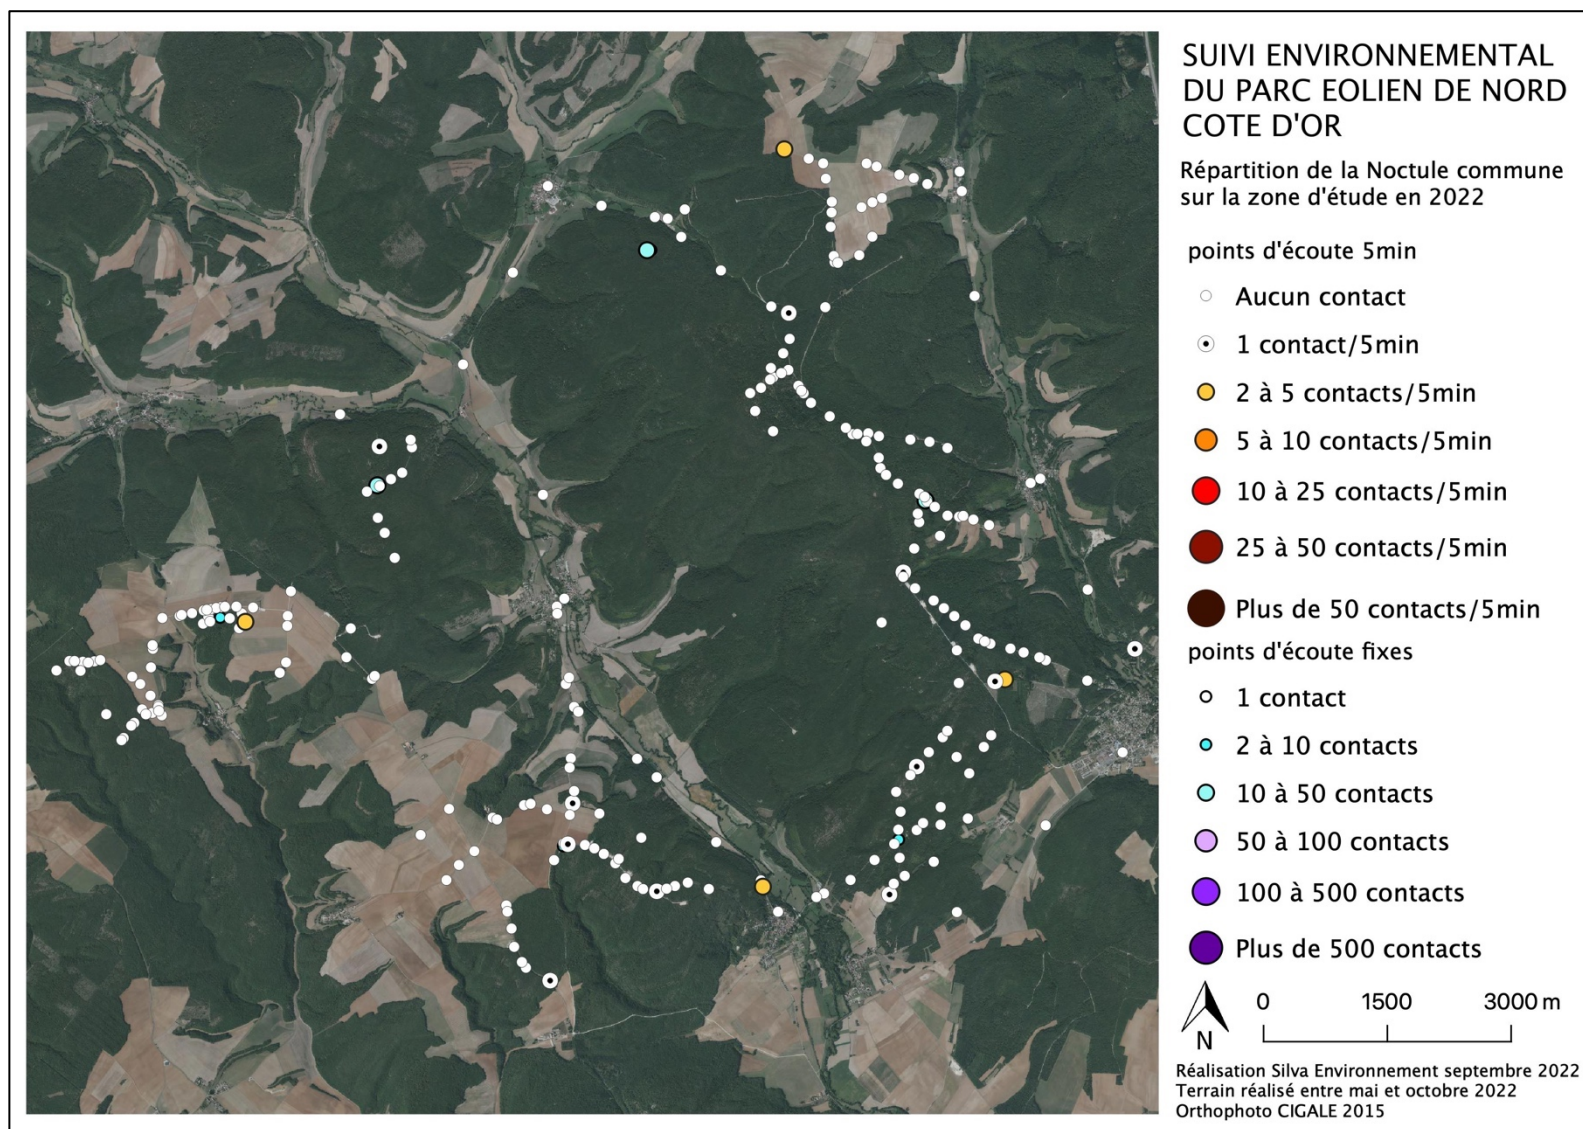 SUIVI ENVIRONNEMENTAL
DU PARC EOLIEN DE NORD
COTE D'OR
Répartition de la Noctule commune
sur la zone d'étude en 2022
points d'écoute 5min
Aucun contact
1 contact/5min
2 à 5 contacts/5min
5 à 10 contacts/5min
10 à 25 contacts/5min
25 à 50 contacts/5min
Plus de 50 contacts/5min
points d'écoute fixes
1 contact
2 à 10 contacts
10 à 50 contacts
50 à 100 contacts
100 à 500 contacts
Plus de 500 contacts
N
0 1500 3000 m
Réalisation Silva Environnement septembre 2022
Terrain réalisé entre mai et octobre 2022
Orthophoto CIGALE 2015